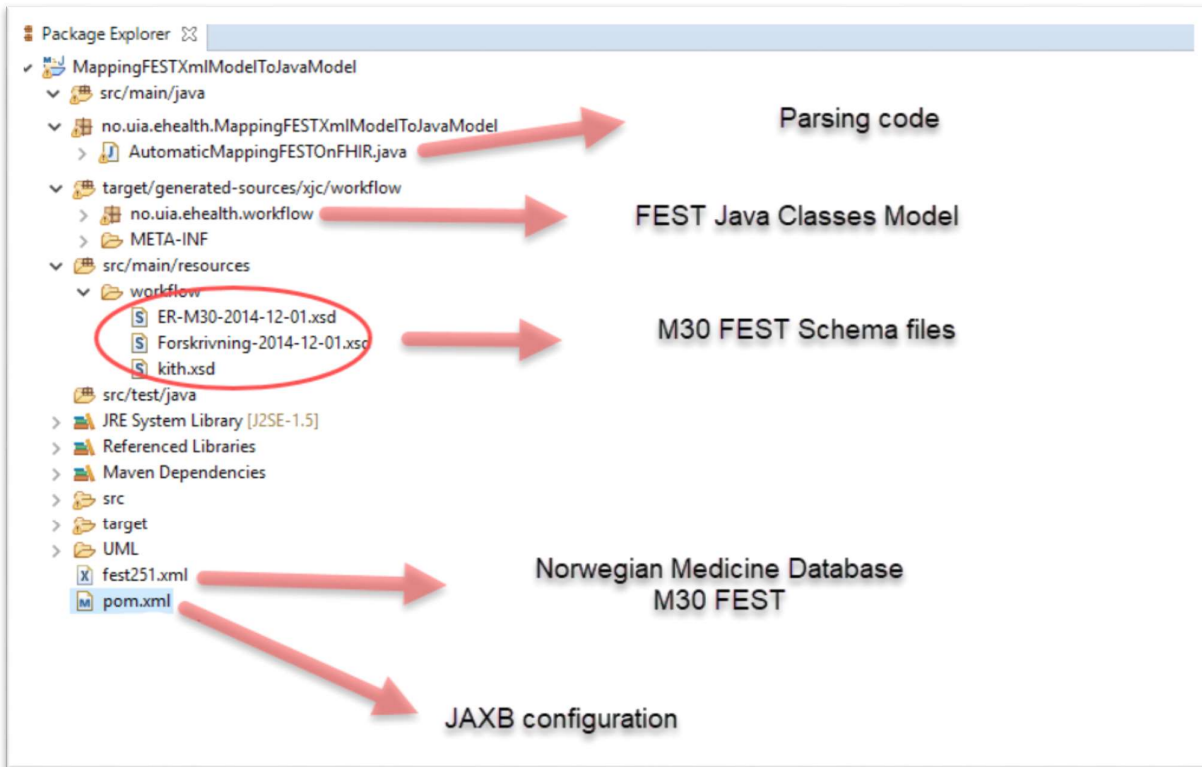 Package Explorer
MappingFESTXmlModelToJavaModel
src/main/java
no.uia.ehealth.MappingFESTXmlModelToJavaModel
Parsing code
AutomaticMappingFESTOnFHIR.java
target/generated-sources/xjc/workflow
no.uia.ehealth.workflow
FEST Java Classes Model
META-INF
src/main/resources
workflow
ER-M30-2014-12-01.xsd
M30 FEST Schema files
Forskrivning-2014-12-01.xsd
kith.xsd
src/test/java
JRE System Library [J2SE-1.5]
Referenced Libraries
Maven Dependencies
src
target
UML
fest251.xml
Norwegian Medicine Database
M30 FEST
pom.xml
JAXB configuration